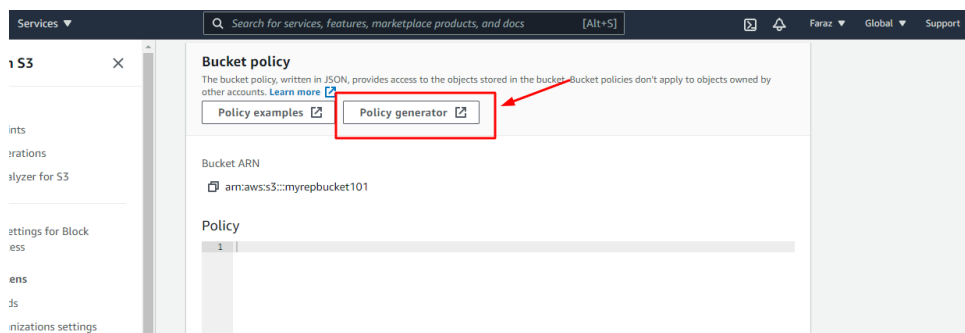 Services ▼
Search for services, features, marketplace products, and docs [Alt+S]
Faraz ▼ Global ▼ Support
S3
Bucket policy
The bucket policy, written in JSON, provides access to the objects stored in the bucket. Bucket policies don't apply to objects owned by
other accounts. Learn more
Policy examples
Policy generator
ints
erations
alyzer for S3
ettings for Block
ess
ens
ds
nizations settings
Bucket ARN
arn:aws:s3:::myrepbucket101
Policy
1